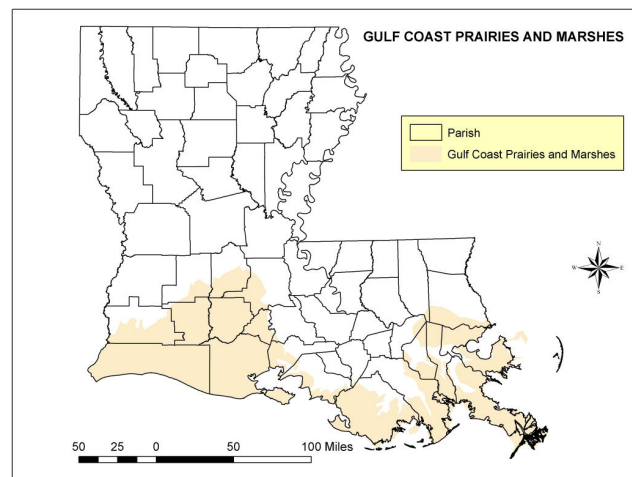 GULF COAST PRAIRIES AND MARSHES
Parish
Gulf Coast Prairies and Marshes
N
W E
S
50 25 0 50 100 Miles